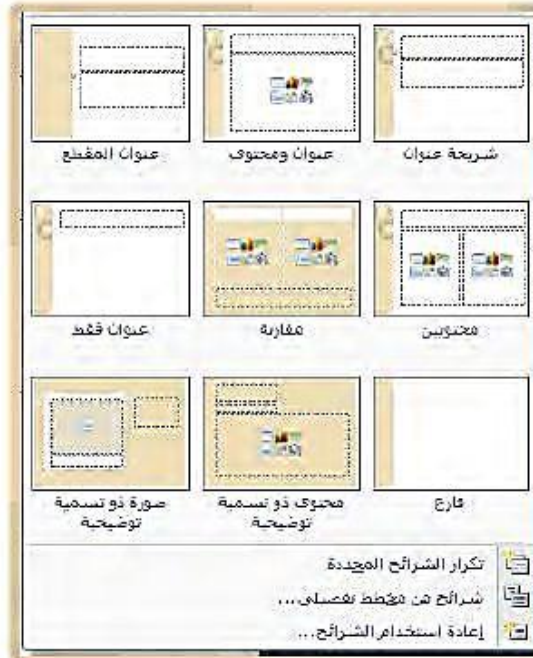 شريحة عنوان
عنوان ومحتوى
عنوان المقطع
محتويين
مقارنة
عنوان فقط
فارغ
محتوى ذو تسمية
توضيحية
صورة ذو تسمية
توضيحية
تكرار الشرائح المحددة
شرائح من مخطط تفصيلي...
إعادة استخدام الشرائح...